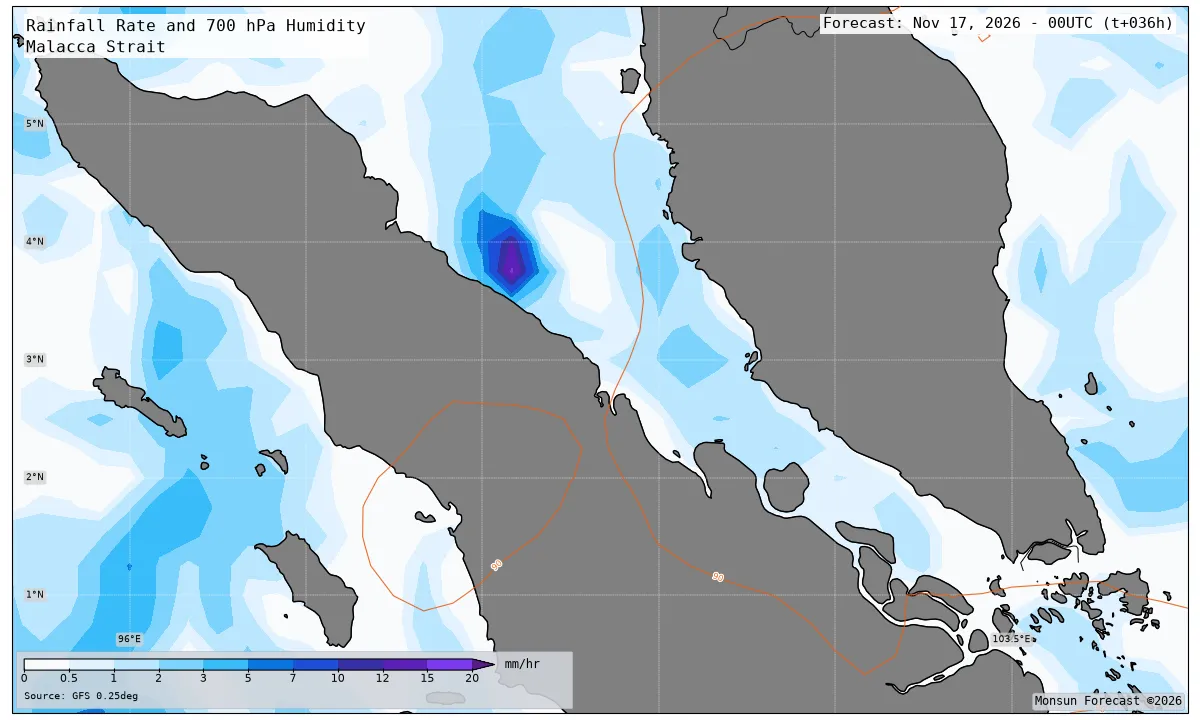 Rainfall Rate and 700 hPa Humidity
Malacca Strait
Forecast: Nov 17, 2026 - 00UTC (t+036h)
5°N
4°N
3°N
2°N
1°N
90
90
96°E
103.5°E
mm/hr
0 0.5 1 2 3 5 7 10 12 15 20
Source: GFS 0.25deg
Monsun Forecast ©2026